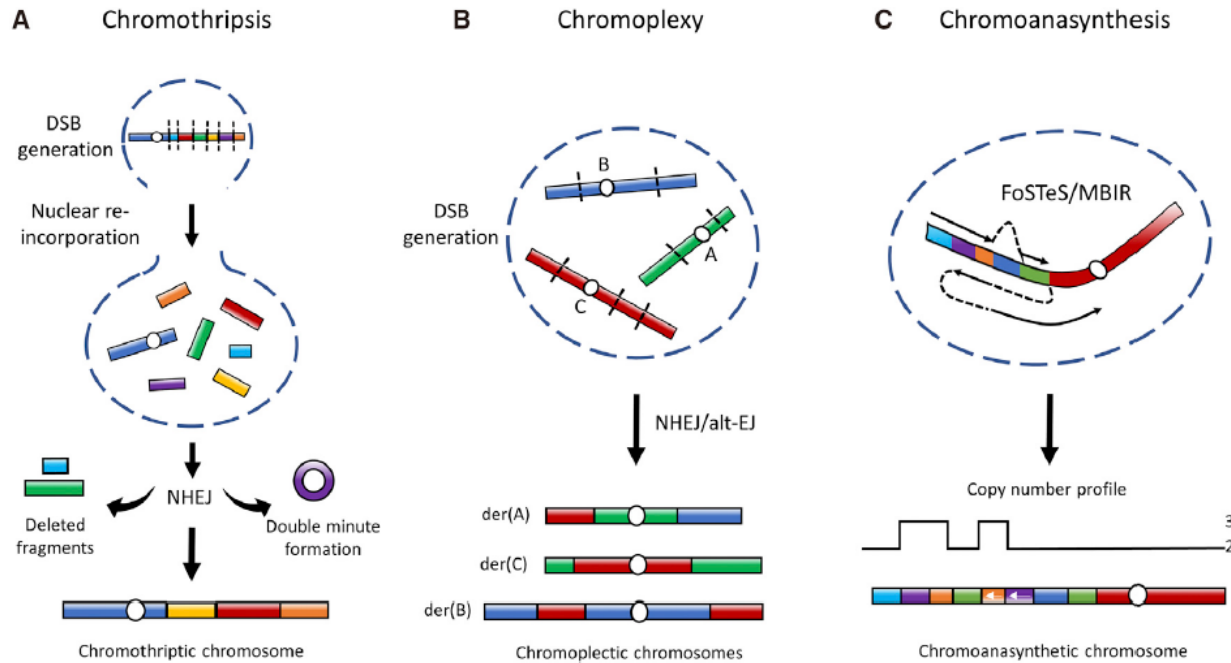 A
Chromothripsis
DSB
generation
Nuclear re-
incorporation
NHEJ
Deleted
fragments
Double minute
formation
Chromothriptic chromosome
B
Chromoplexy
B
A
C
DSB
generation
NHEJ/alt-EJ
der(A)
der(C)
der(B)
Chromoplectic chromosomes
C
Chromoanasynthesis
FoSTeS/MBIR
Copy number profile
3
2
Chromoanasynthetic chromosome